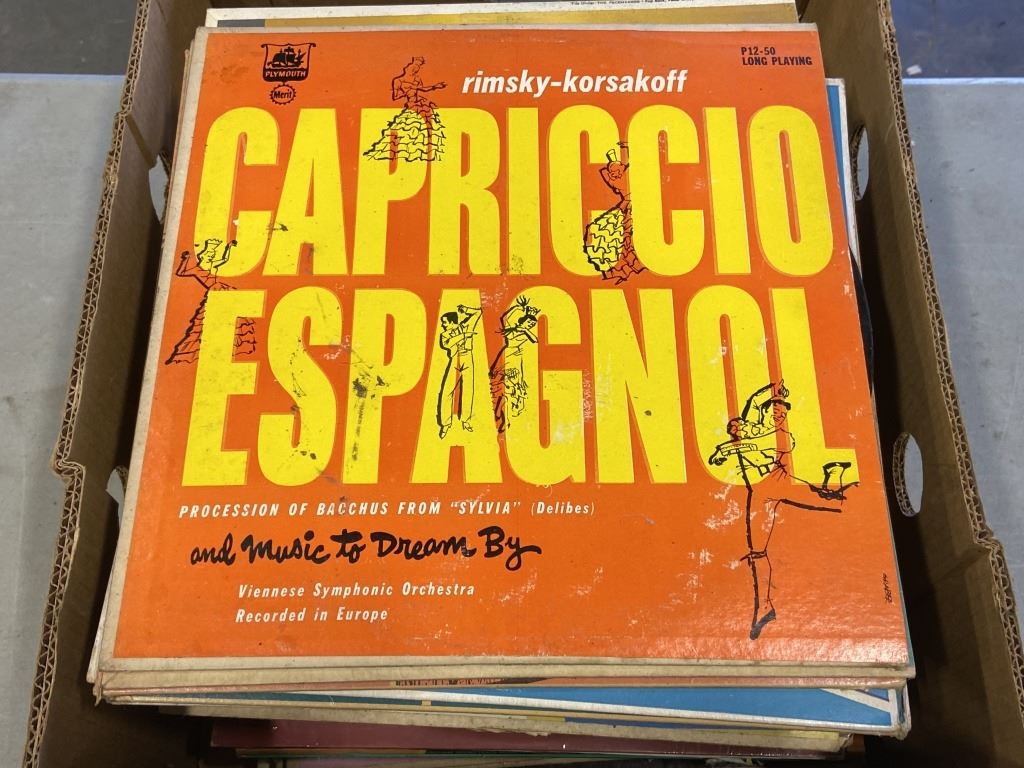 PLYMOUTH
Merit
P12-50
LONG PLAYING
rimsky-korsakoff
CAPRICCIO
ESPAGNOL
PROCESSION OF BACCHUS FROM "SYLVIA" (Delibes)
and Music to Dream By
Viennese Symphonic Orchestra
Recorded in Europe